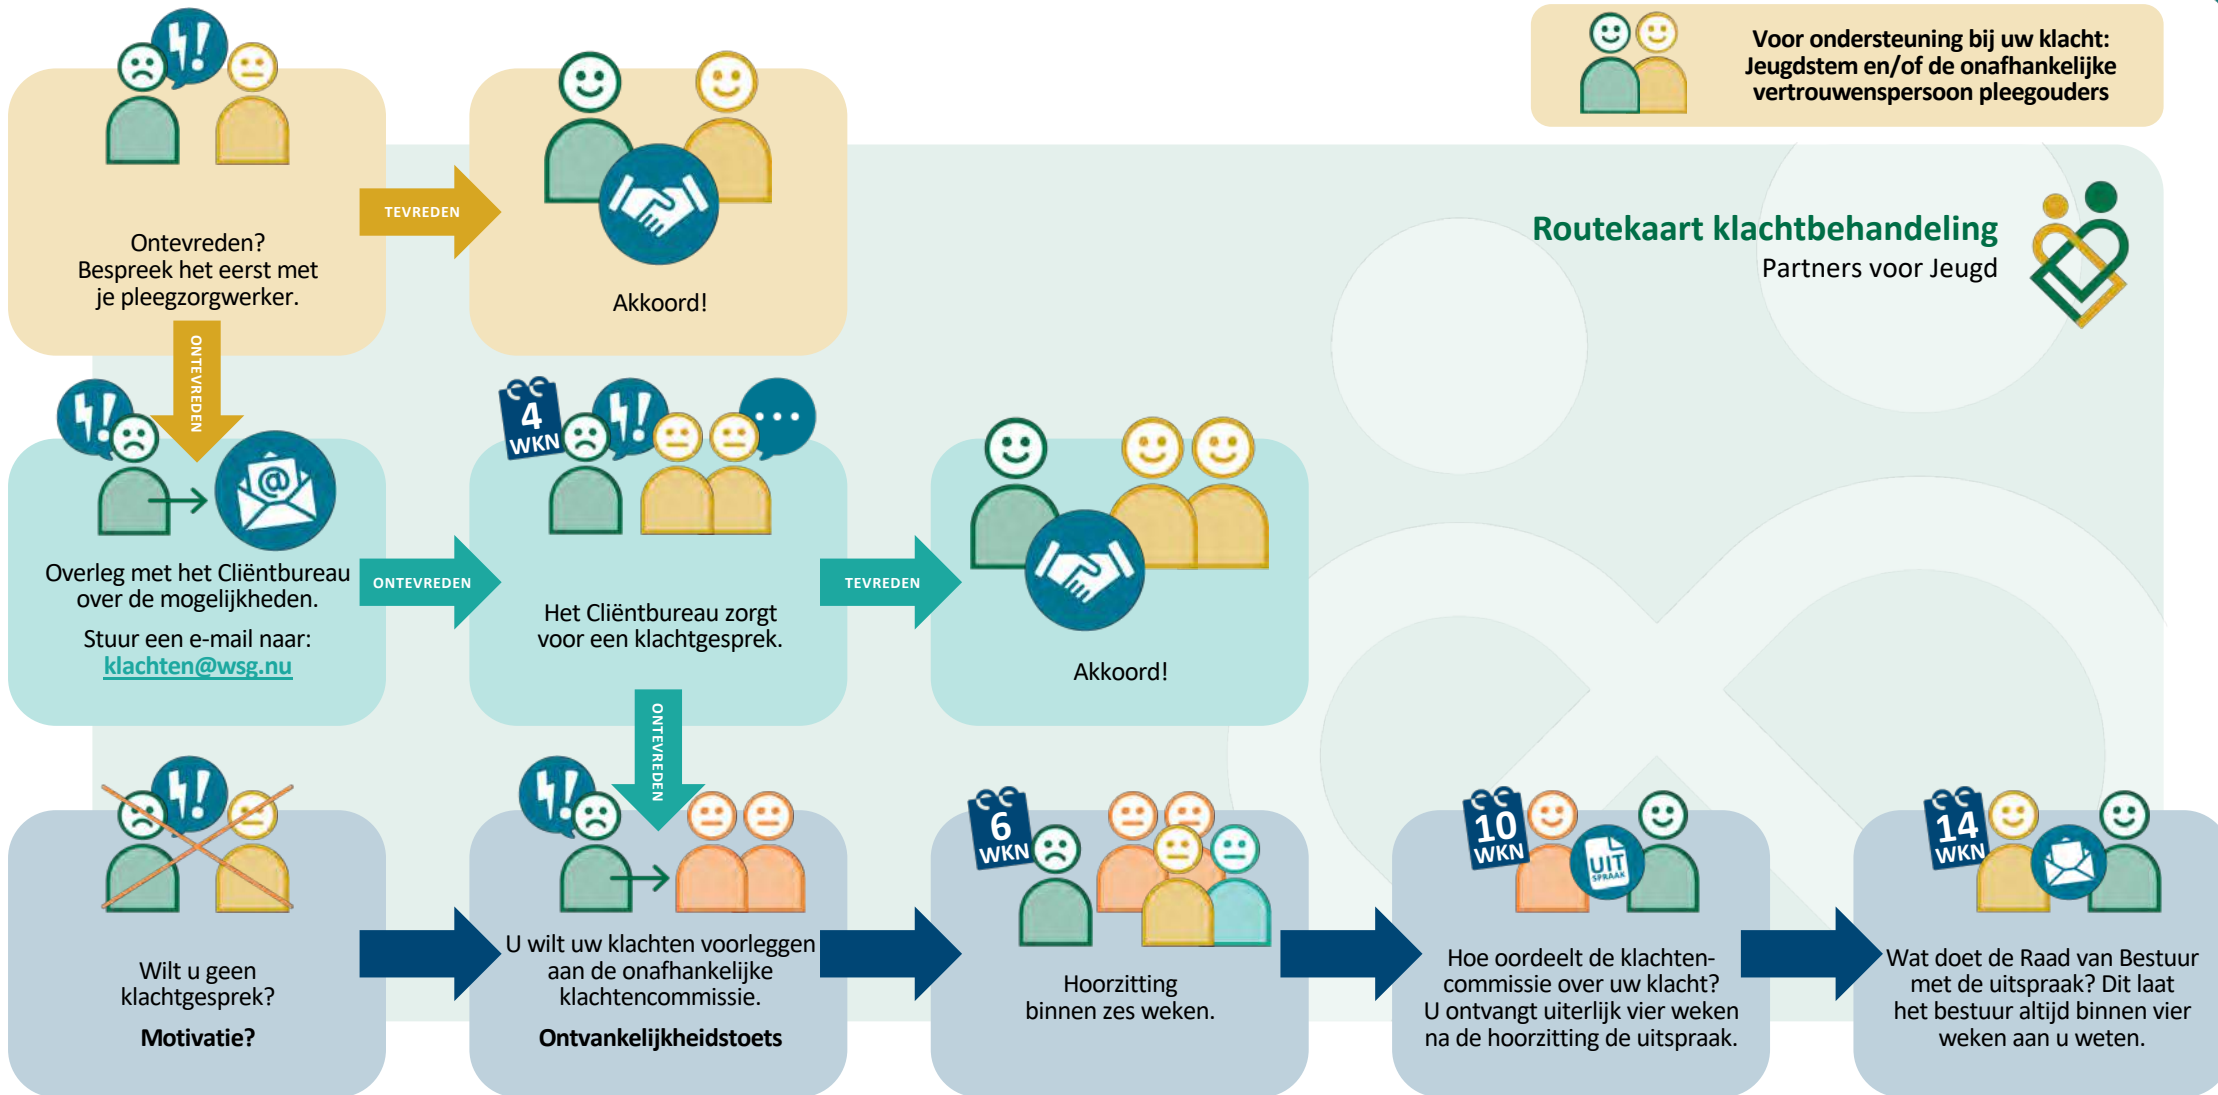 Voor ondersteuning bij uw klacht:
Jeugdstem en/of de onafhankelijke
vertrouwenspersoon pleegouders
Routekaart klachtbehandeling
Partners voor Jeugd
Ontevreden?
Bespreek het eerst met
je pleegzorgwerker.
TEVREDEN
Akkoord!
ONTEVREDEN
Overleg met het Cliëntbureau
over de mogelijkheden.
Stuur een e-mail naar:
klachten@wsg.nu
ONTEVREDEN
4
WKN
Het Cliëntbureau zorgt
voor een klachtgesprek.
TEVREDEN
Akkoord!
ONTEVREDEN
Wilt u geen
klachtgesprek?
Motivatie?
U wilt uw klachten voorleggen
aan de onafhankelijke
klachtencommissie.
Ontvankelijkheidstoets
6
WKN
Hoorzitting
binnen zes weken.
10
WKN
UIT
SPRAAK
Hoe oordeelt de klachten-
commissie over uw klacht?
U ontvangt uiterlijk vier weken
na de hoorzitting de uitspraak.
14
WKN
Wat doet de Raad van Bestuur
met de uitspraak? Dit laat
het bestuur altijd binnen vier
weken aan u weten.